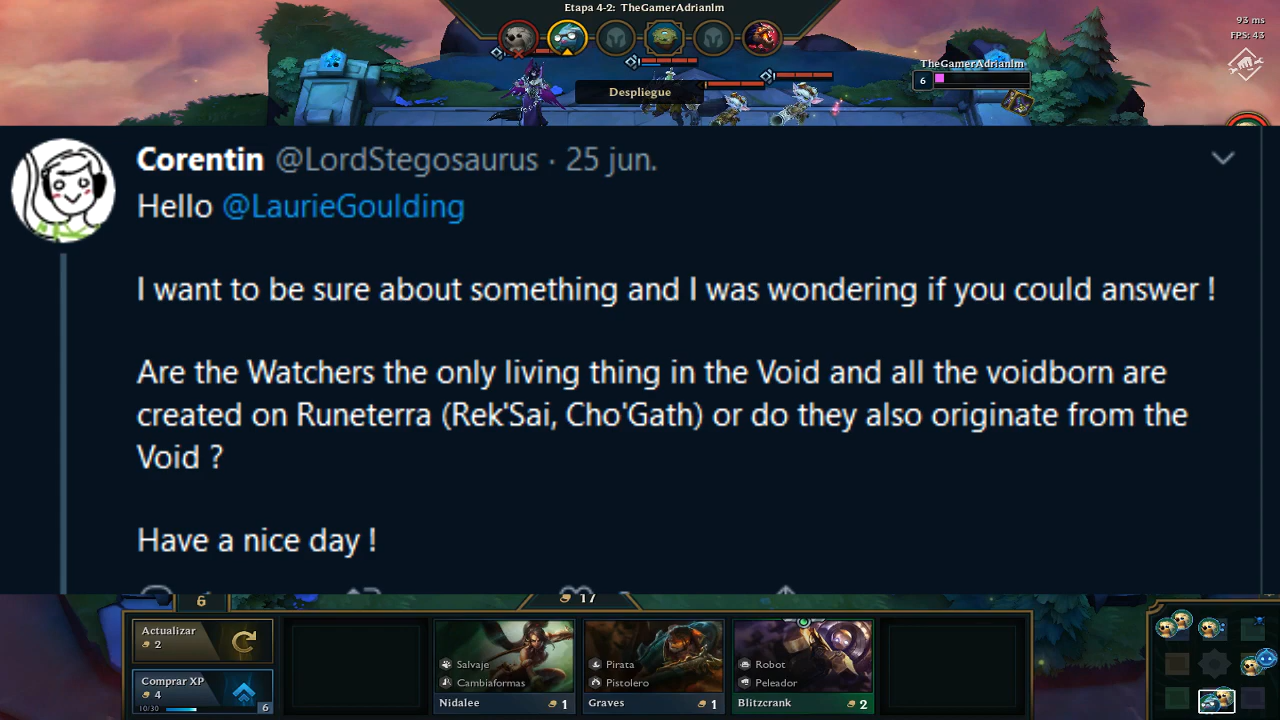 Etapa 4-2: TheGamerAdrianlm
93 ms
FPS: 43
TheGamerAdrianlm
6
Despliegue
Corentin @LordStegosaurus · 25 jun.
Hello @LaurieGoulding
I want to be sure about something and I was wondering if you could answer !
Are the Watchers the only living thing in the Void and all the voidborn are
created on Runeterra (Rek'Sai, Cho'Gath) or do they also originate from the
Void ?
Have a nice day !
6
17
Actualizar
2
Comprar XP
4
10/30
6
Salvaje
Cambiaformas
Nidalee
1
Pirata
Pistolero
Graves
1
Robot
Peleador
Blitzcrank
2